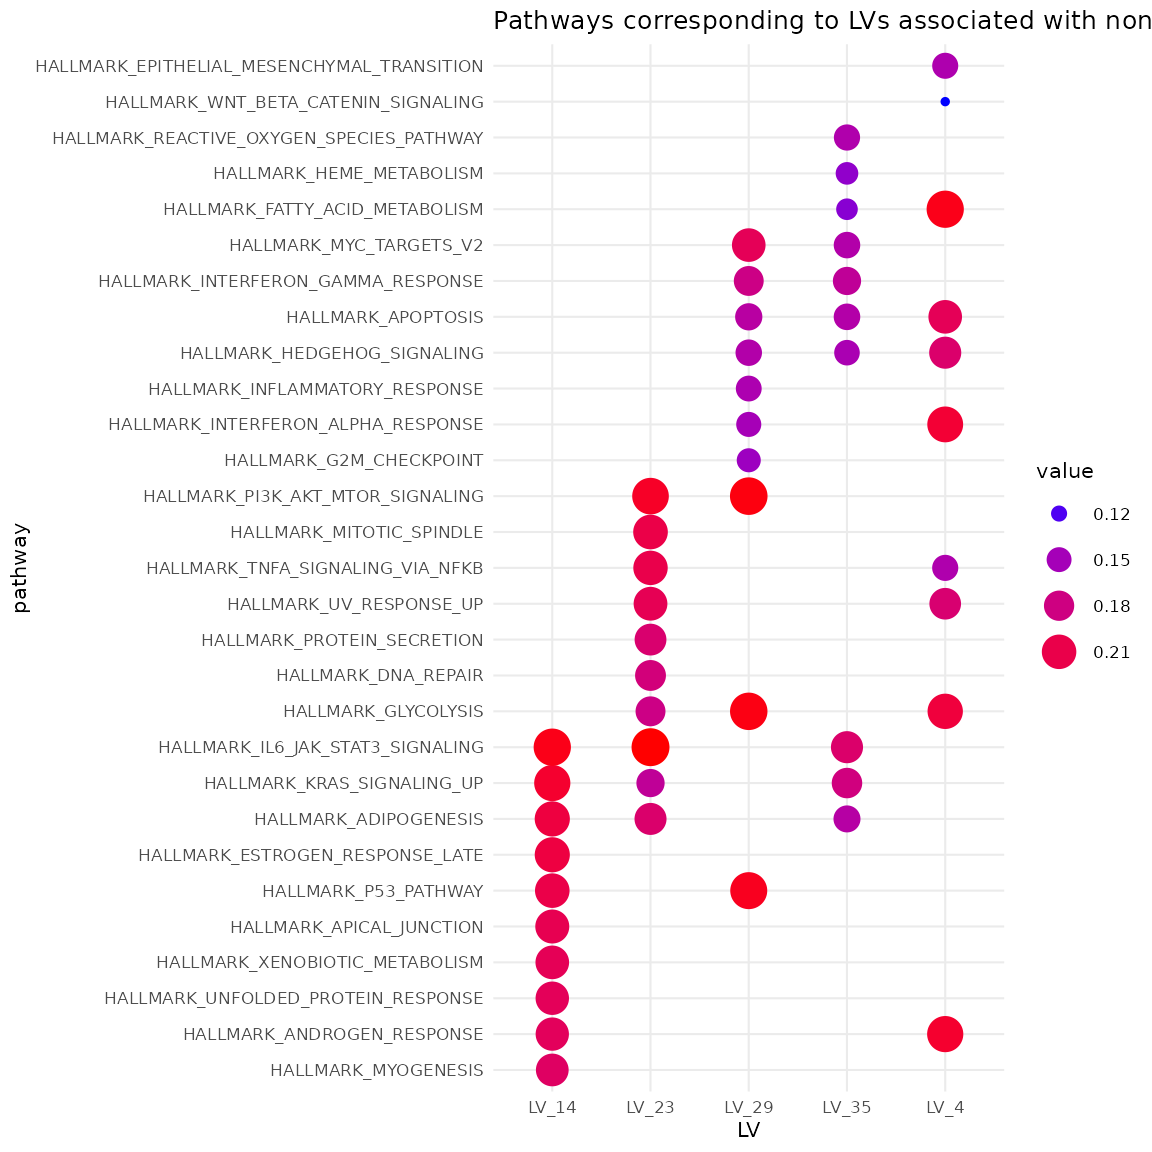 Pathways corresponding to LVs associated with non
HALLMARK_EPITHELIAL_MESENCHYMAL_TRANSITION
HALLMARK_WNT_BETA_CATENIN_SIGNALING
HALLMARK_REACTIVE_OXYGEN_SPECIES_PATHWAY
HALLMARK_HEME_METABOLISM
HALLMARK_FATTY_ACID_METABOLISM
HALLMARK_MYC_TARGETS_V2
HALLMARK_INTERFERON_GAMMA_RESPONSE
HALLMARK_APOPTOSIS
HALLMARK_HEDGEHOG_SIGNALING
HALLMARK_INFLAMMATORY_RESPONSE
HALLMARK_INTERFERON_ALPHA_RESPONSE
HALLMARK_G2M_CHECKPOINT
HALLMARK_PI3K_AKT_MTOR_SIGNALING
HALLMARK_MITOTIC_SPINDLE
HALLMARK_TNFA_SIGNALING_VIA_NFKB
HALLMARK_UV_RESPONSE_UP
HALLMARK_PROTEIN_SECRETION
HALLMARK_DNA_REPAIR
HALLMARK_GLYCOLYSIS
HALLMARK_IL6_JAK_STAT3_SIGNALING
HALLMARK_KRAS_SIGNALING_UP
HALLMARK_ADIPOGENESIS
HALLMARK_ESTROGEN_RESPONSE_LATE
HALLMARK_P53_PATHWAY
HALLMARK_APICAL_JUNCTION
HALLMARK_XENOBIOTIC_METABOLISM
HALLMARK_UNFOLDED_PROTEIN_RESPONSE
HALLMARK_ANDROGEN_RESPONSE
HALLMARK_MYOGENESIS
pathway
LV_14 LV_23 LV_29 LV_35 LV_4
LV
value
0.12
0.15
0.18
0.21